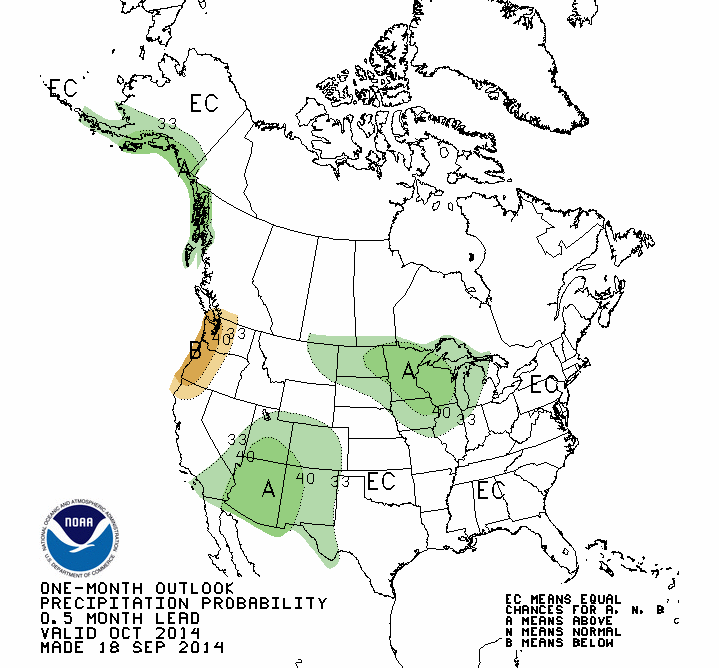 EC
EC
33
A
33
40
B
A
40
33
EC
33
40
A
40
33
EC
EC
NATIONAL OCEANIC AND ATMOSPHERIC ADMINISTRATION
NOAA
U.S. DEPARTMENT OF COMMERCE
ONE-MONTH OUTLOOK
PRECIPITATION PROBABILITY
0.5 MONTH LEAD
VALID OCT 2014
MADE 18 SEP 2014
EC MEANS EQUAL
CHANCES FOR A, N, B
A MEANS ABOVE
N MEANS NORMAL
B MEANS BELOW